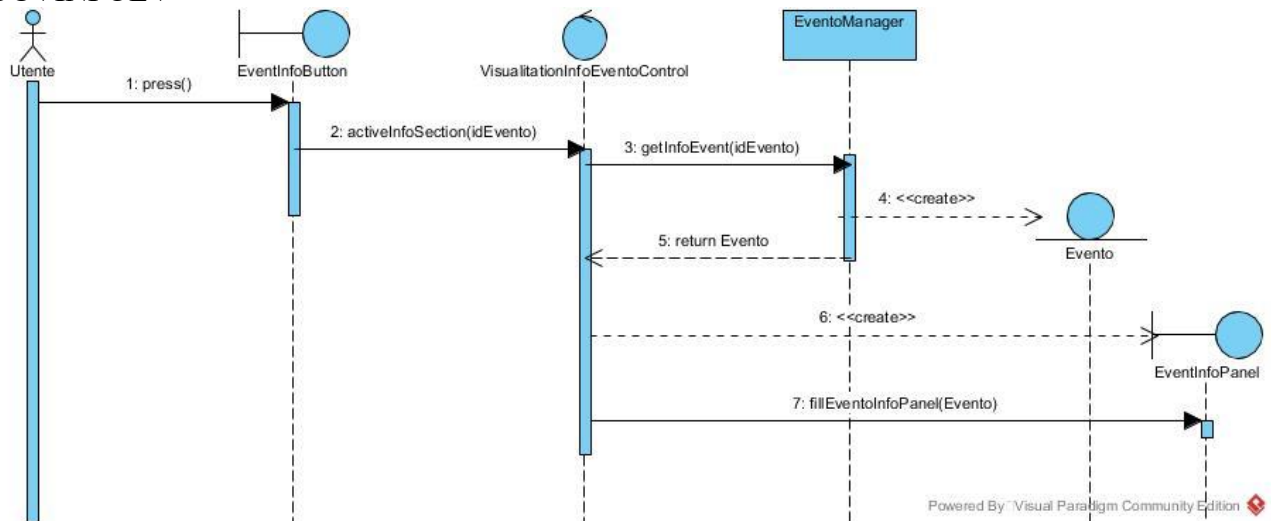 Utente
EventInfoButton
VisualitationInfoEventoControl
EventoManager
1: press()
2: activeInfoSection(idEvento)
3: getInfoEvent(idEvento)
4: <<create>>
Evento
5: return Evento
6: <<create>>
EventInfoPanel
7: fillEventoInfoPanel(Evento)
Powered By Visual Paradigm Community Edition